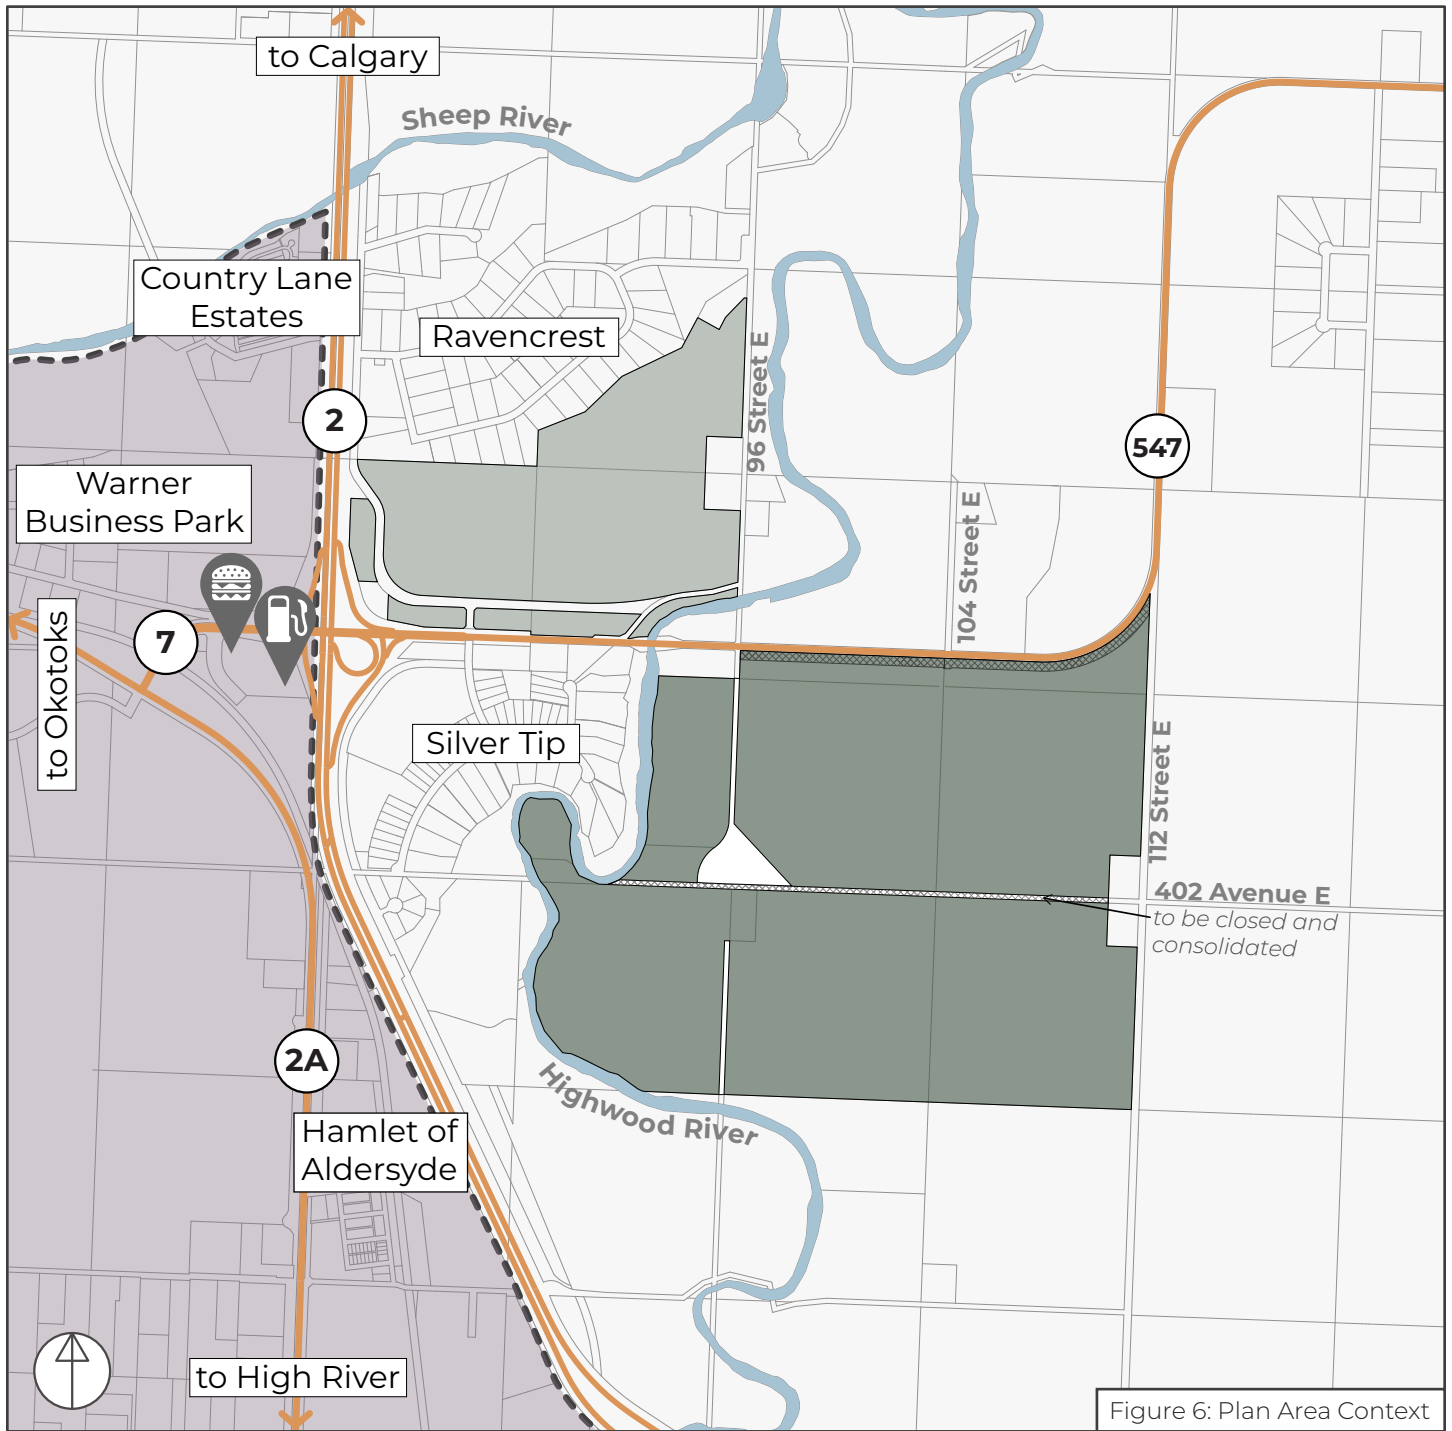 to Calgary
Sheep River
Country Lane
Estates
Ravencrest
96 Street E
2
547
Warner
Business Park
104 Street E
7
to Okotoks
Silver Tip
112 Street E
402 Avenue E
to be closed and
consolidated
2A
Highwood River
Hamlet of
Aldersyde
to High River
Figure 6: Plan Area Context